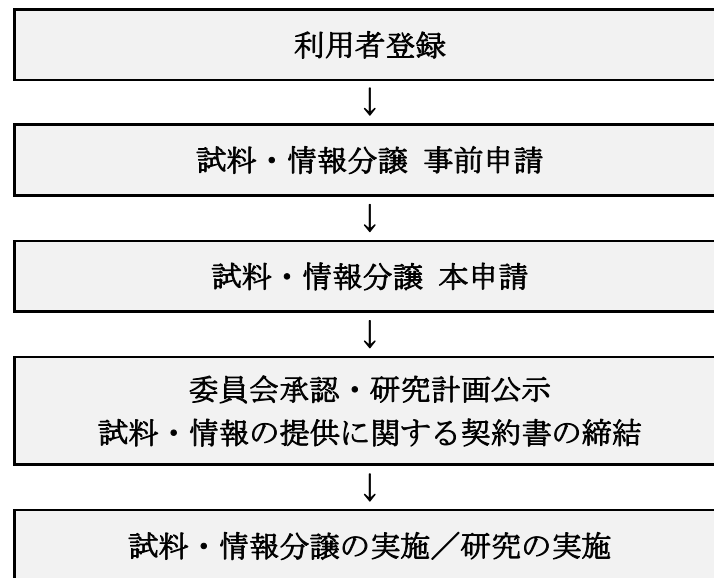 利用者登録
↓
試料・情報分譲 事前申請
↓
試料・情報分譲 本申請
↓
委員会承認・研究計画公示
試料・情報の提供に関する契約書の締結
↓
試料・情報分譲の実施／研究の実施